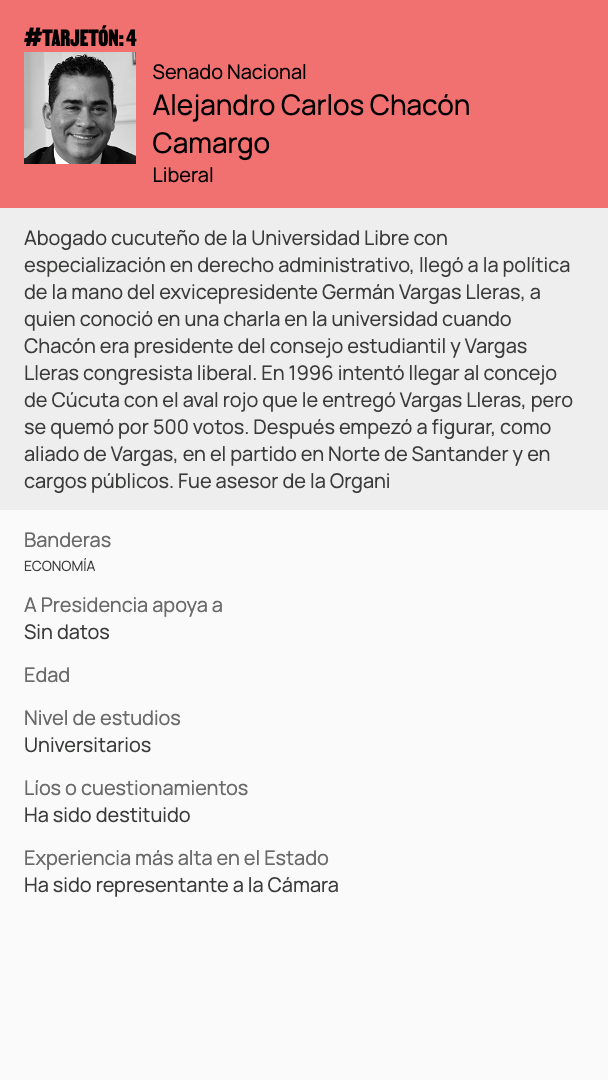 #TARJETÓN: 4
Senado Nacional
Alejandro Carlos Chacón
Camargo
Liberal
Abogado cucuteño de la Universidad Libre con
especialización en derecho administrativo, llegó a la política
de la mano del exvicepresidente Germán Vargas Lleras, a
quien conoció en una charla en la universidad cuando
Chacón era presidente del consejo estudiantil y Vargas
Lleras congresista liberal. En 1996 intentó llegar al concejo
de Cúcuta con el aval rojo que le entregó Vargas Lleras, pero
se quemó por 500 votos. Después empezó a figurar, como
aliado de Vargas, en el partido en Norte de Santander y en
cargos públicos. Fue asesor de la Organi
Banderas
ECONOMÍA
A Presidencia apoya a
Sin datos
Edad
Nivel de estudios
Universitarios
Líos o cuestionamientos
Ha sido destituido
Experiencia más alta en el Estado
Ha sido representante a la Cámara